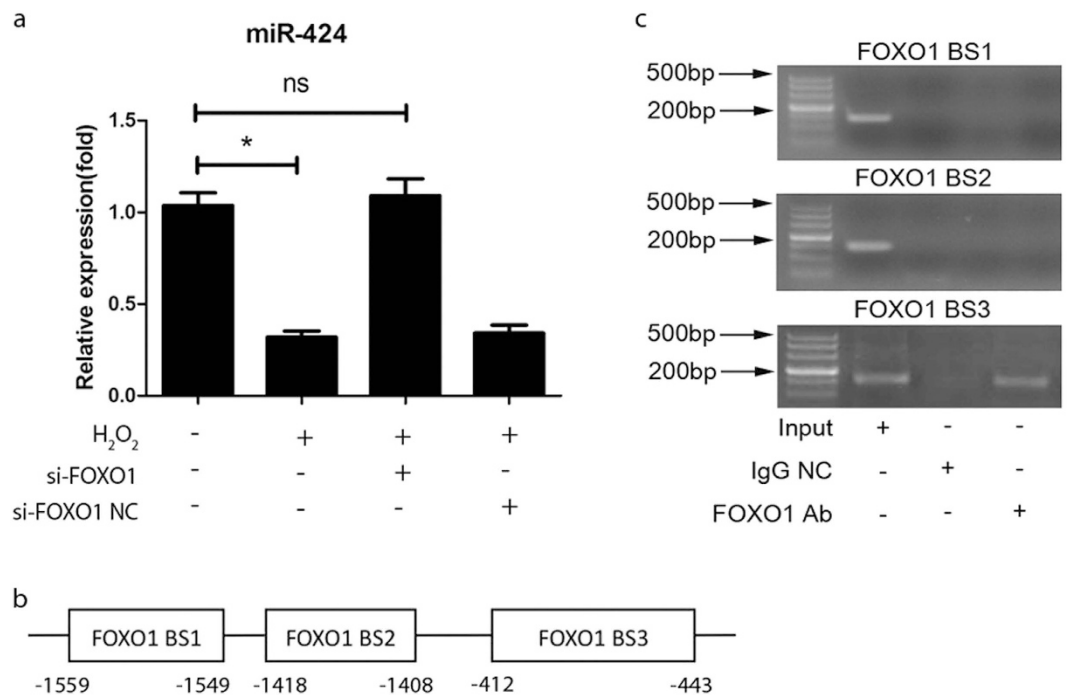 a
miR-424
ns
*
Relative expression(fold)
1.5
1.0
0.5
0.0
H₂O₂ - + + +
si-FOXO1 - - + -
si-FOXO1 NC - - - +
c
FOXO1 BS1
500bp
200bp
FOXO1 BS2
500bp
200bp
FOXO1 BS3
500bp
200bp
Input + - -
IgG NC - + -
FOXO1 Ab - - +
b
FOXO1 BS1 FOXO1 BS2 FOXO1 BS3
-1559 -1549 -1418 -1408 -412 -443